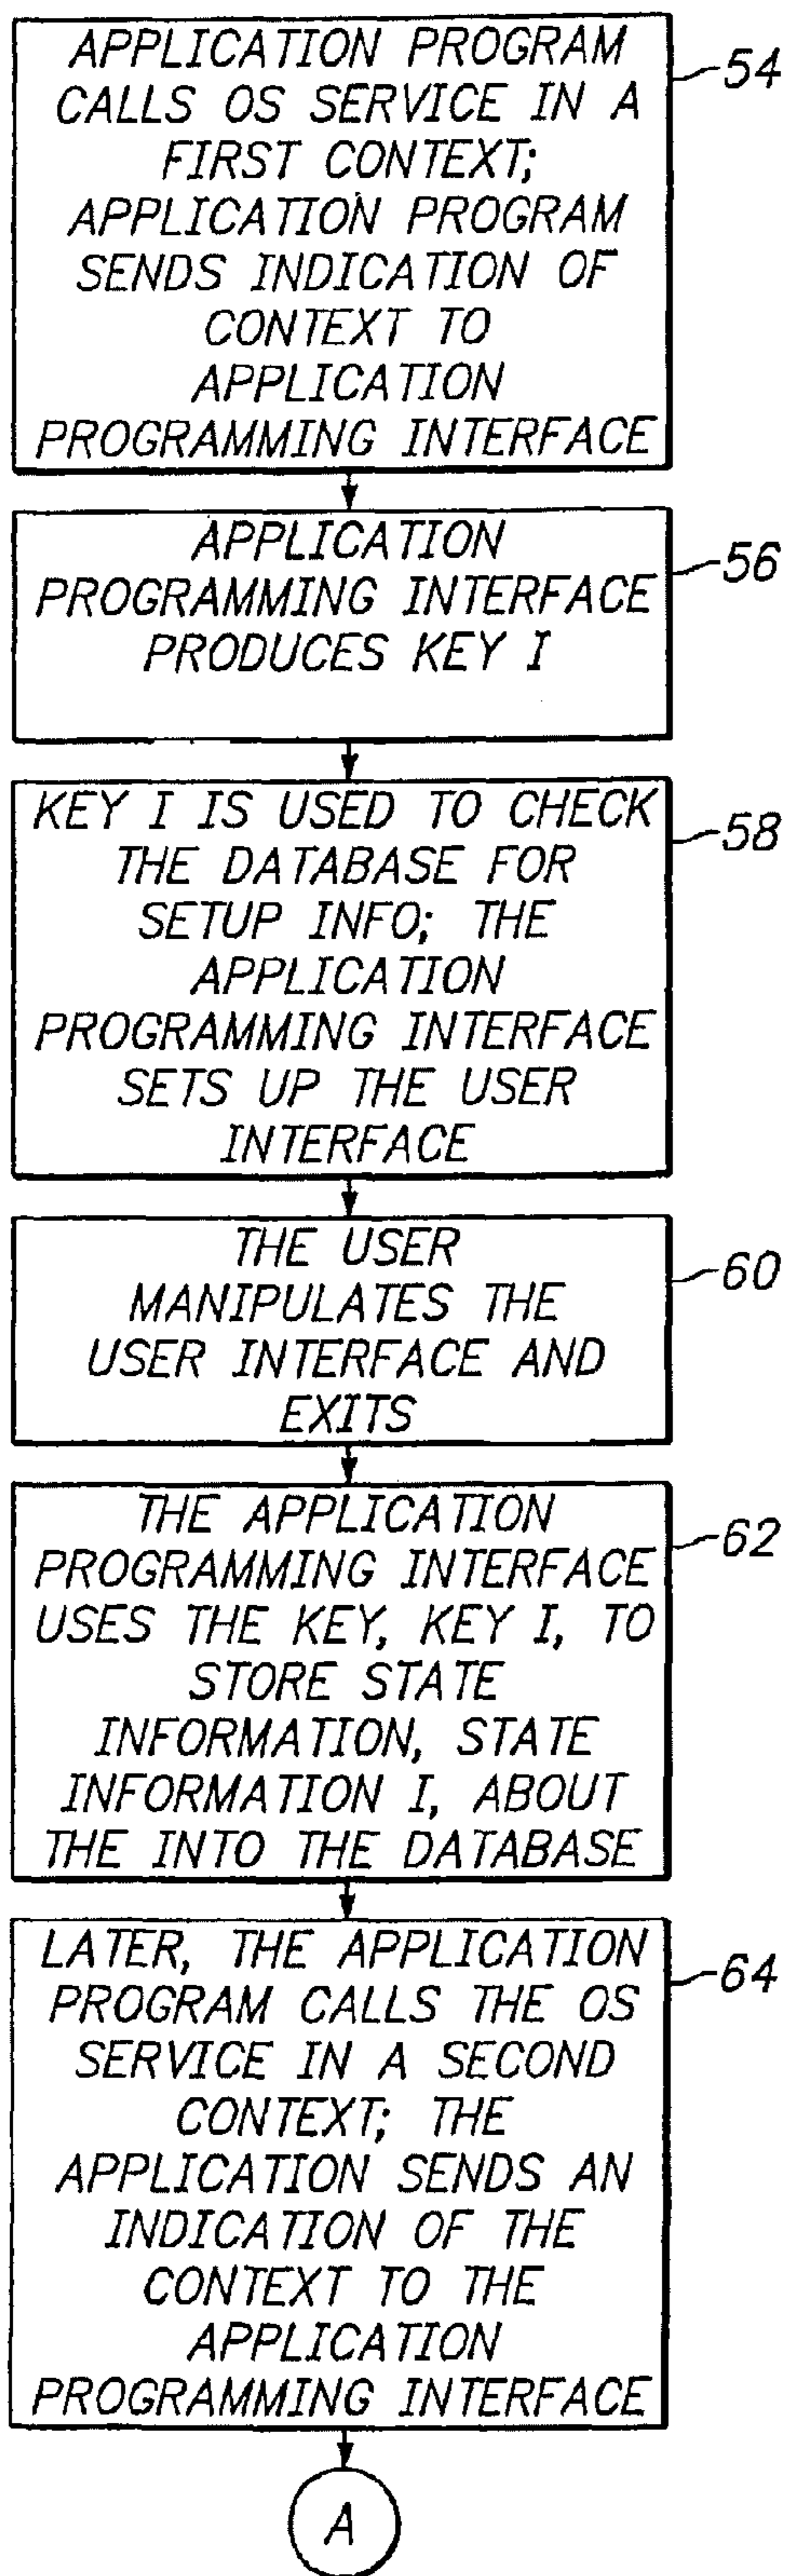 APPLICATION PROGRAM
CALLS OS SERVICE IN A
FIRST CONTEXT;
APPLICATION PROGRAM
SENDS INDICATION OF
CONTEXT TO
APPLICATION
PROGRAMMING INTERFACE
54
APPLICATION
PROGRAMMING INTERFACE
PRODUCES KEY I
56
KEY I IS USED TO CHECK
THE DATABASE FOR
SETUP INFO; THE
APPLICATION
PROGRAMMING INTERFACE
SETS UP THE USER
INTERFACE
58
THE USER
MANIPULATES THE
USER INTERFACE AND
EXITS
60
THE APPLICATION
PROGRAMMING INTERFACE
USES THE KEY, KEY I, TO
STORE STATE
INFORMATION, STATE
INFORMATION I, ABOUT
THE INTO THE DATABASE
62
LATER, THE APPLICATION
PROGRAM CALLS THE OS
SERVICE IN A SECOND
CONTEXT; THE
APPLICATION SENDS AN
INDICATION OF THE
CONTEXT TO THE
APPLICATION
PROGRAMMING INTERFACE
64
A